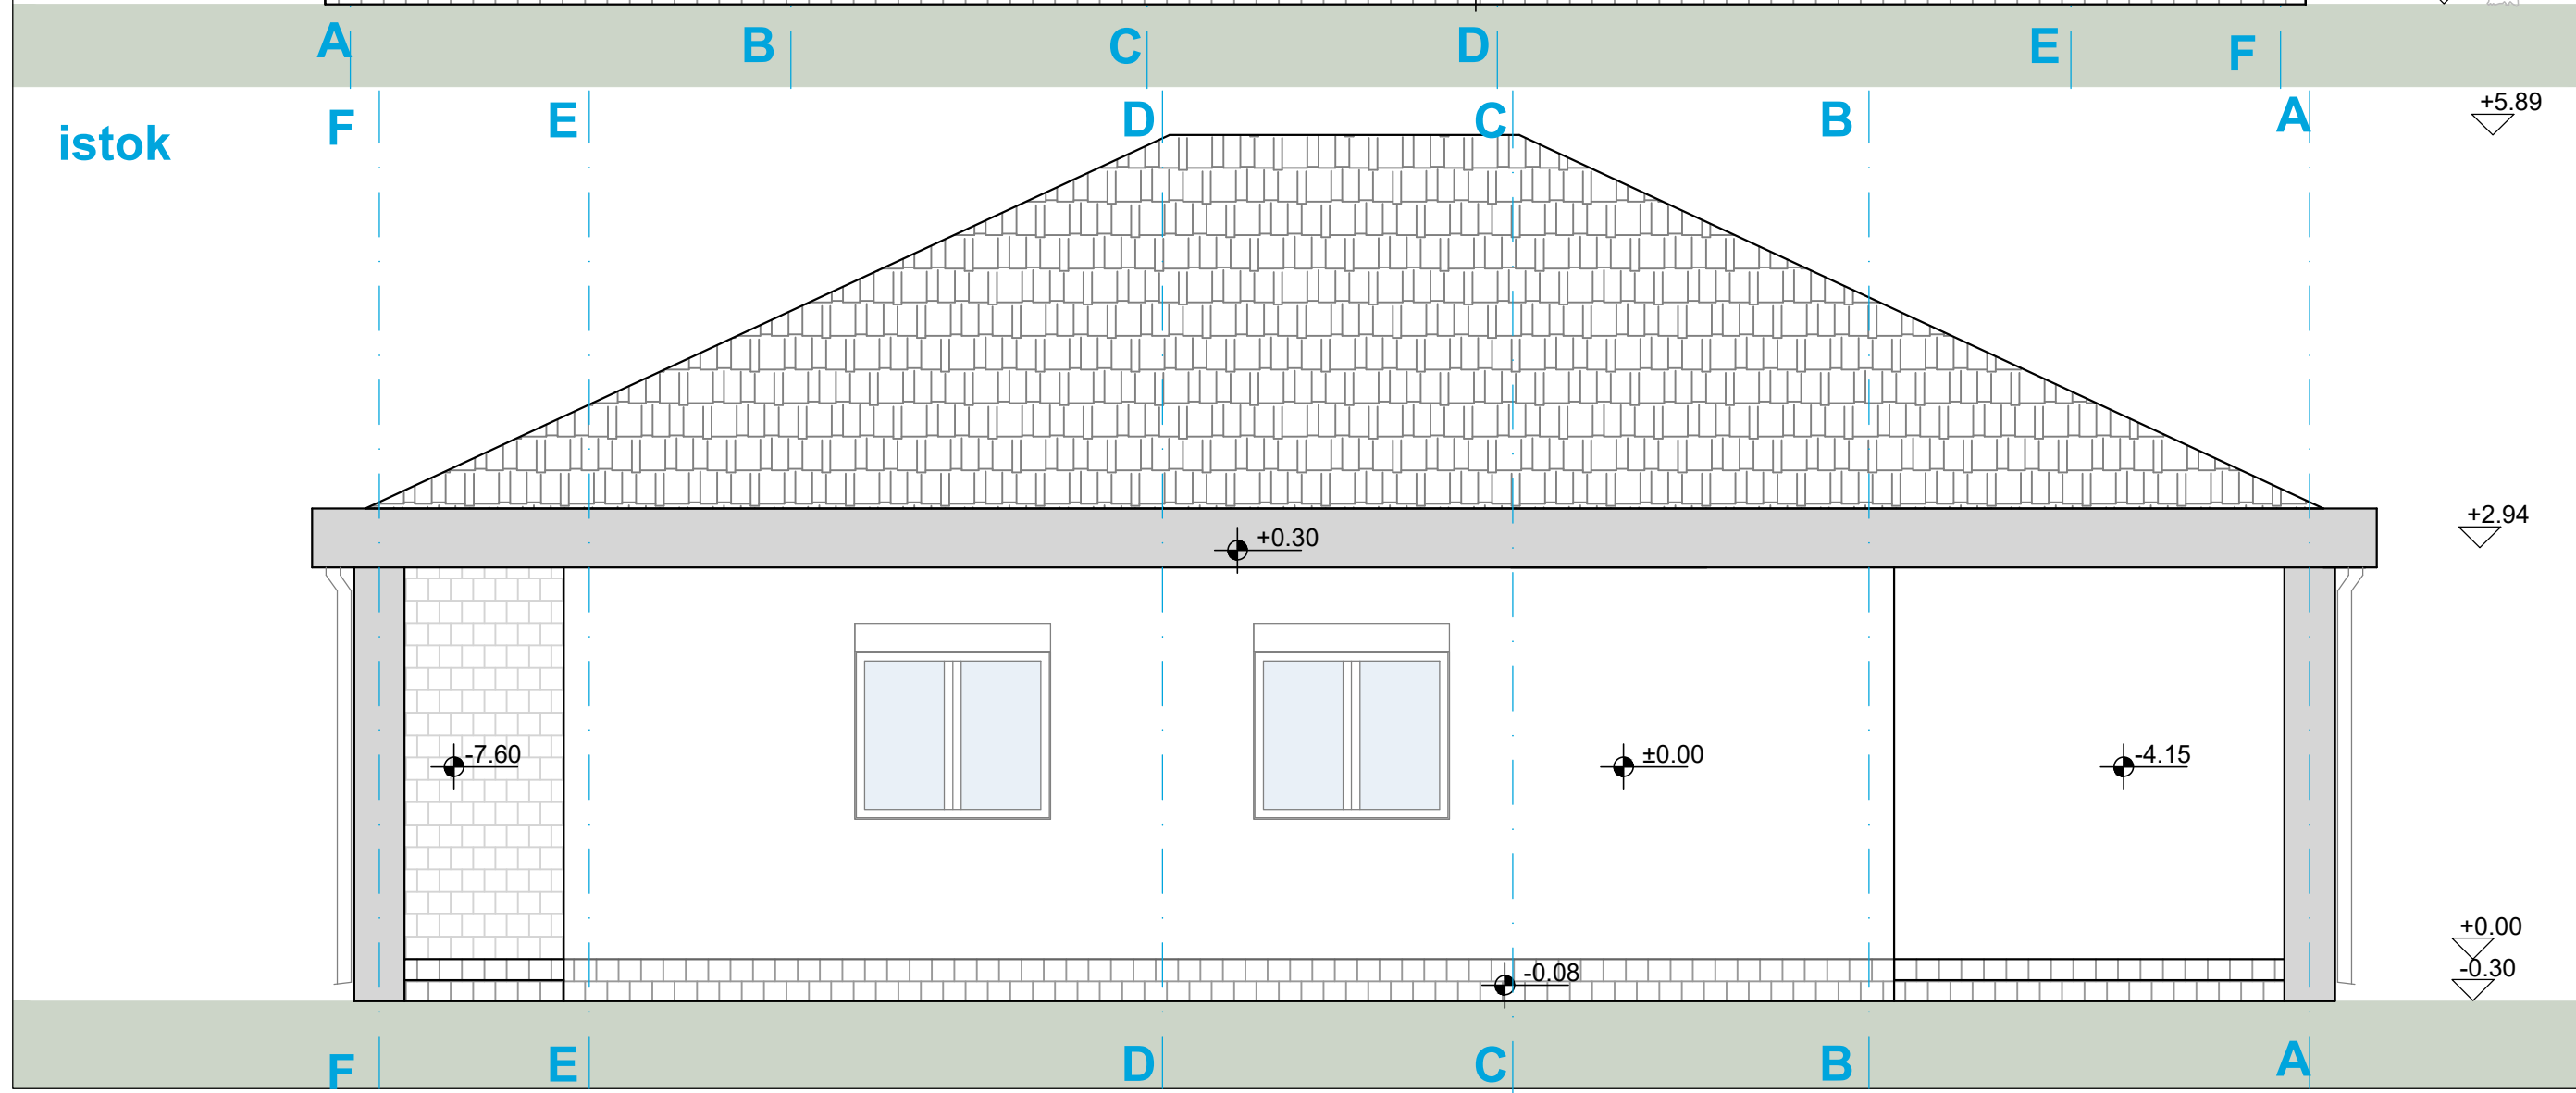 A B C D E F
F E D C B A
istok
+5.89
+2.94
+0.30
-7.60
±0.00
-4.15
+0.00
-0.30
-0.08
F E D C B A